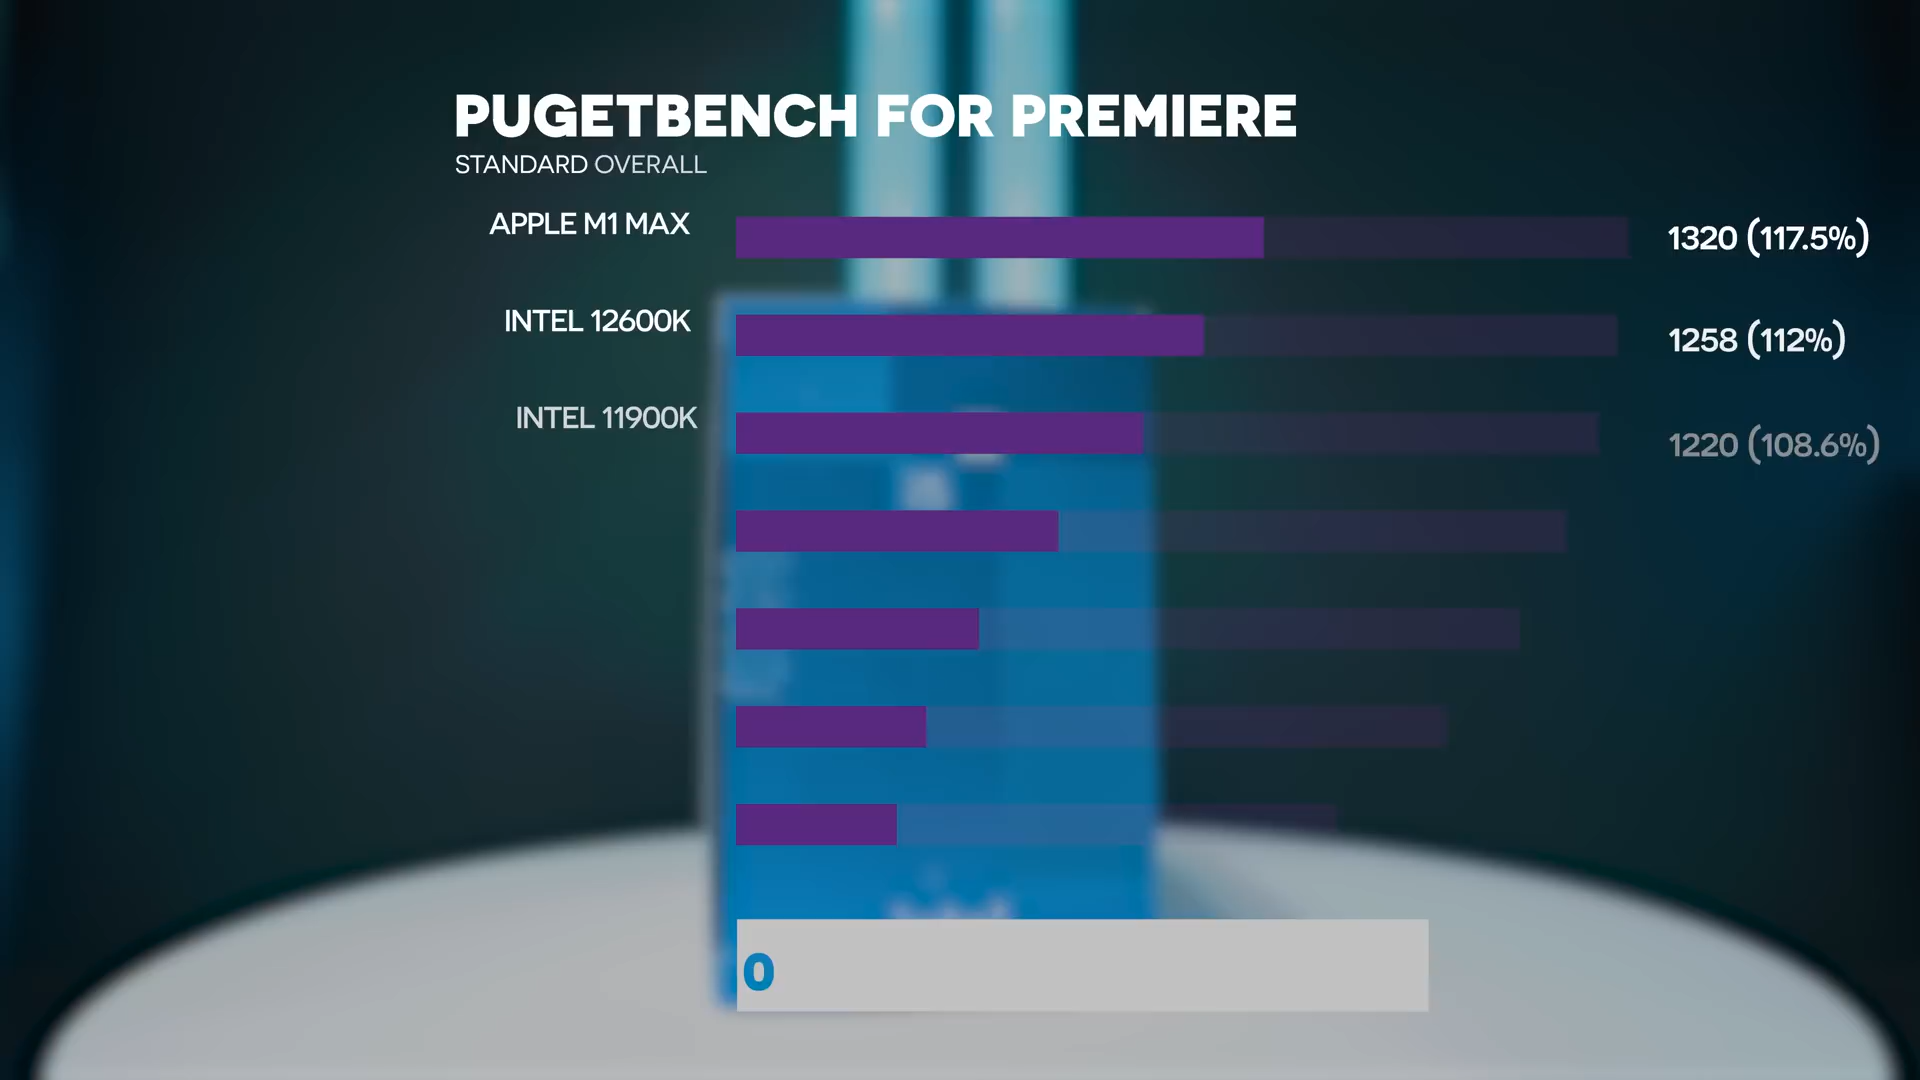 PUGETBENCH FOR PREMIERE
STANDARD OVERALL
APPLE M1 MAX 1320 (117.5%)
INTEL 12600K 1258 (112%)
INTEL 11900K 1220 (108.6%)
0